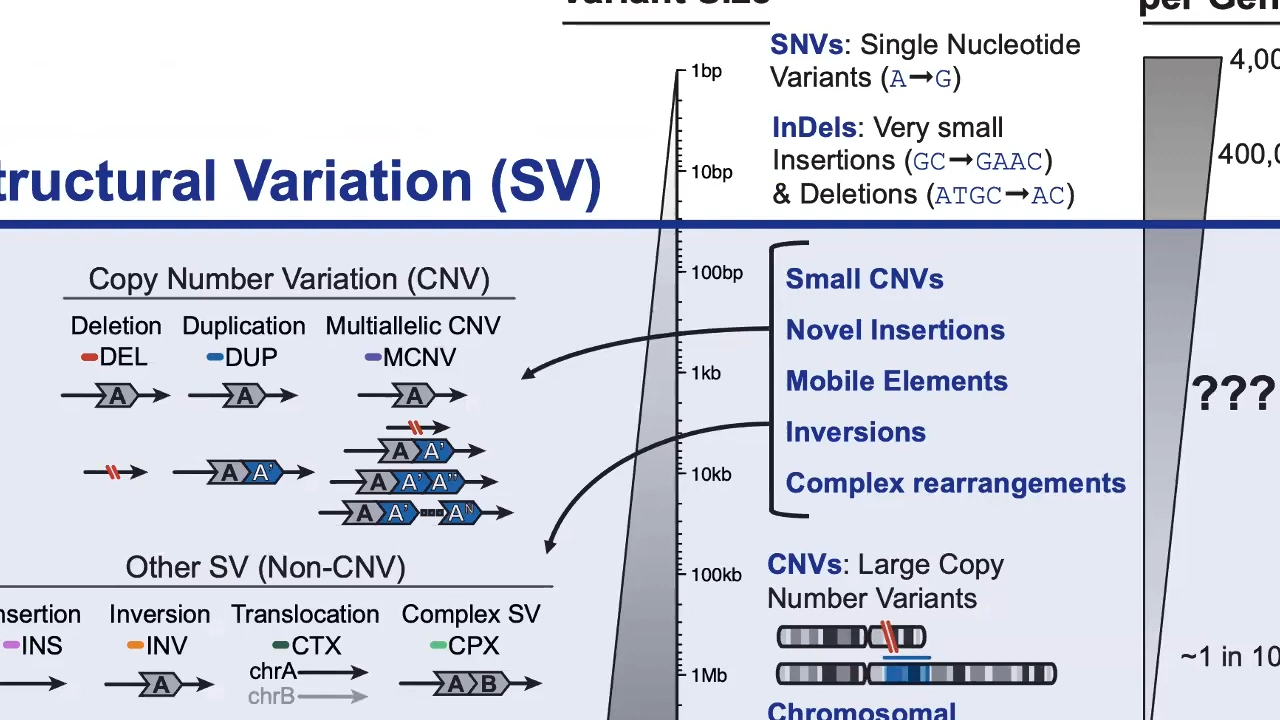 Variant Size
per Gen
SNVs: Single Nucleotide
Variants (A→G)
1bp
4,00
InDels: Very small
Insertions (GC→GAAC)
& Deletions (ATGC→AC)
10bp
400,0
tructural Variation (SV)
Copy Number Variation (CNV)
Deletion Duplication Multiallelic CNV
DEL DUP MCNV
A A A
A A'
A A'
A A' A''
A A' A^N
100bp
1kb
10kb
100kb
1Mb
Small CNVs
Novel Insertions
Mobile Elements
Inversions
Complex rearrangements
???
Other SV (Non-CNV)
nsertion Inversion Translocation Complex SV
INS INV CTX CPX
chrA
chrB
A A B
CNVs: Large Copy
Number Variants
~1 in 10
Chromosomal